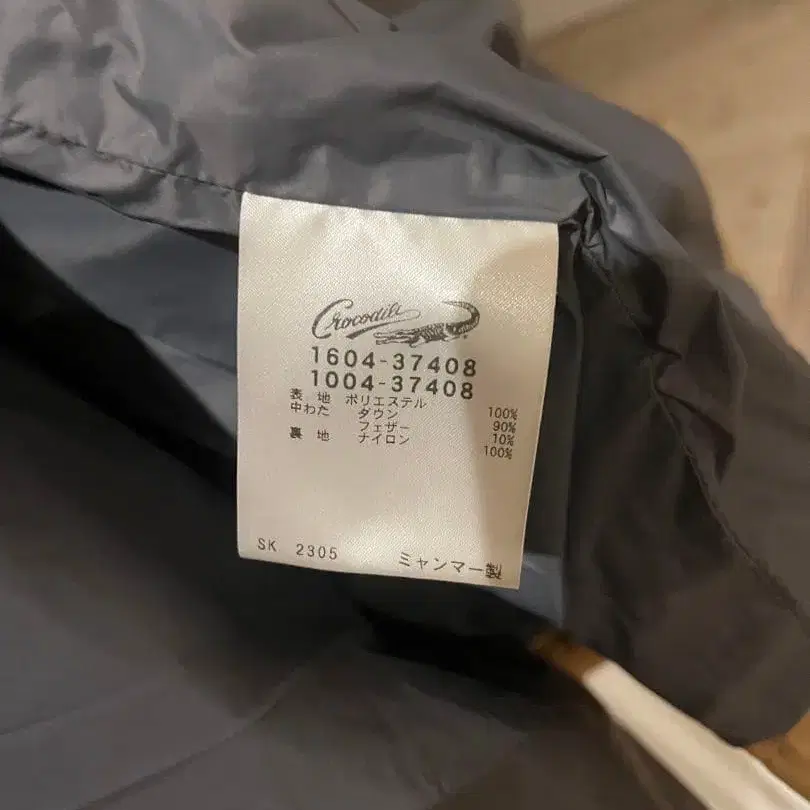 Crocodile
1604-37408
1004-37408
表 地 ポリエステル 100%
中わた ダウン 90%
フェザー 10%
裏 地 ナイロン 100%
SK 2305 ミャンマー製